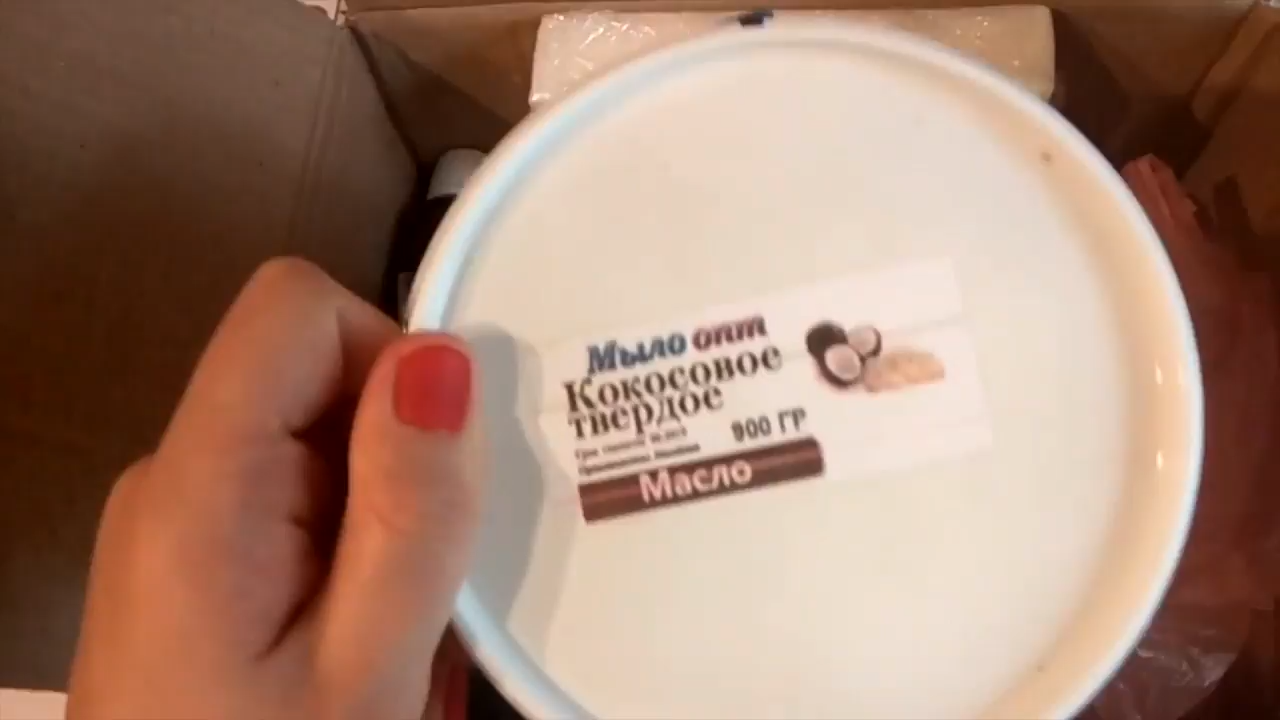 Мыло опт
Кокосовое
твердое
900 ГР
Масло